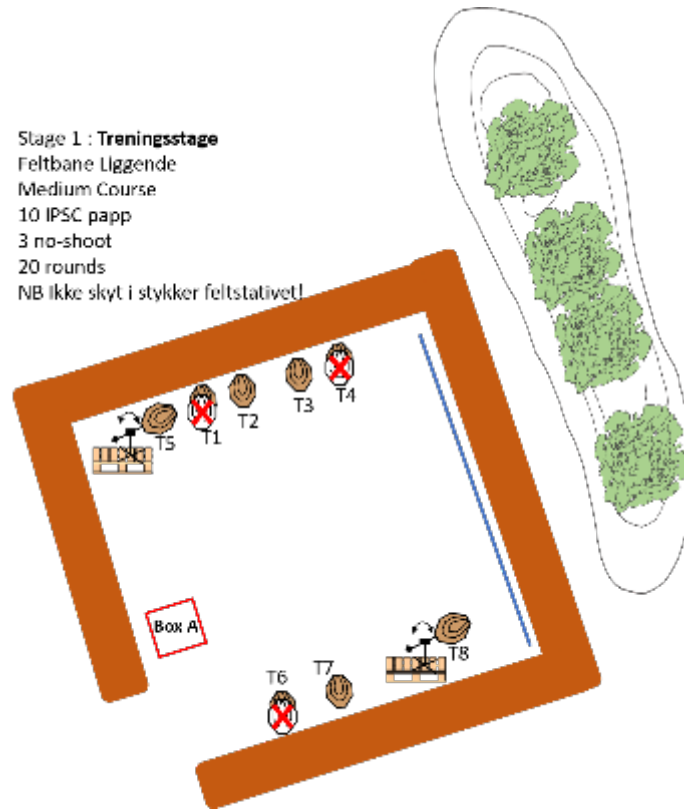 Stage 1 : Treningsstage
Feltbane Liggende
Medium Course
10 IPSC papp
3 no-shoot
20 rounds
NB Ikke skyt i stykker feltstativet!
T4
T3
T2
T1
T5
Box A
T8
T7
T6